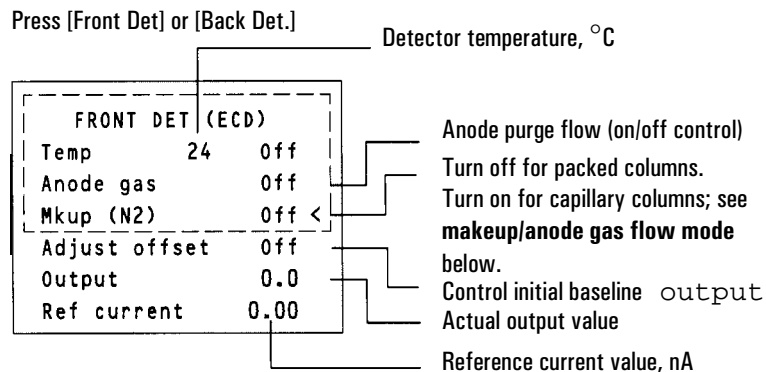 Press [Front Det] or [Back Det.]
Detector temperature, °C
FRONT DET (ECD)
Temp 24 Off
Anode gas Off
Mkup (N2) Off <
Adjust offset Off
Output 0.0
Ref current 0.00
Anode purge flow (on/off control)
Turn off for packed columns.
Turn on for capillary columns; see
makeup/anode gas flow mode
below.
Control initial baseline output
Actual output value
Reference current value, nA